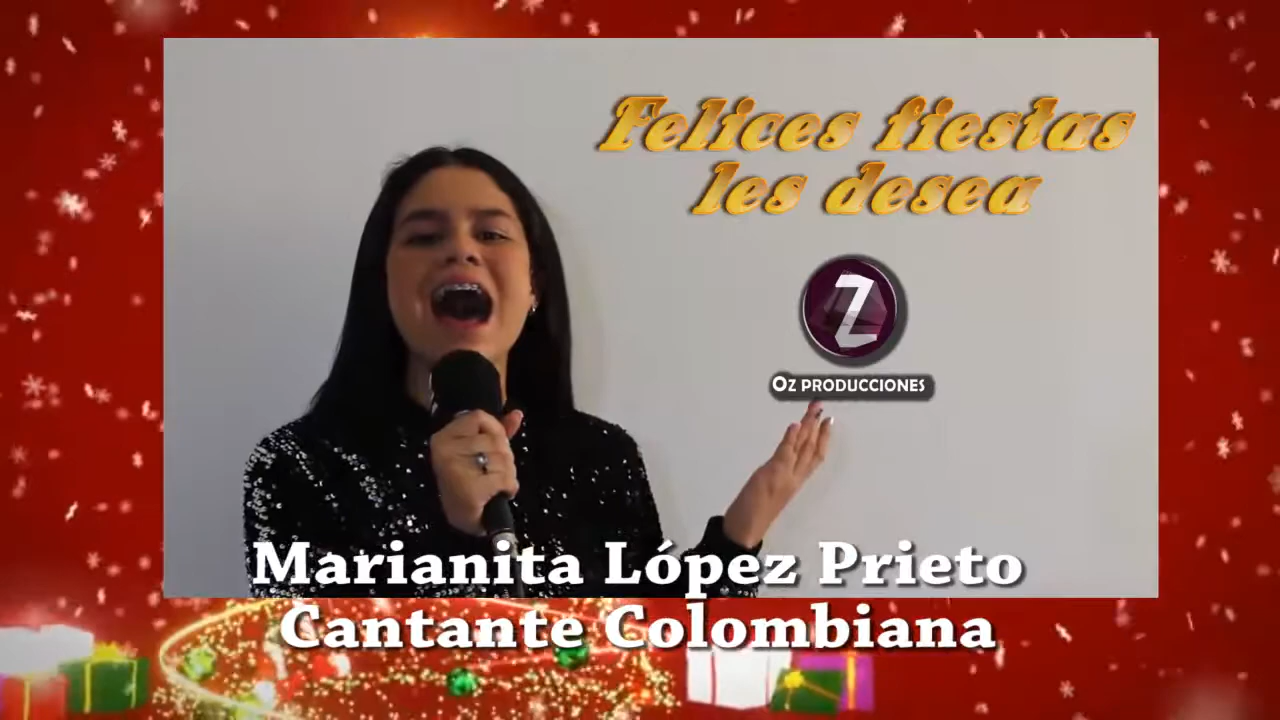 Felices fiestas
les desea
Z
OZ PRODUCCIONES
Marianita López Prieto
Cantante Colombiana